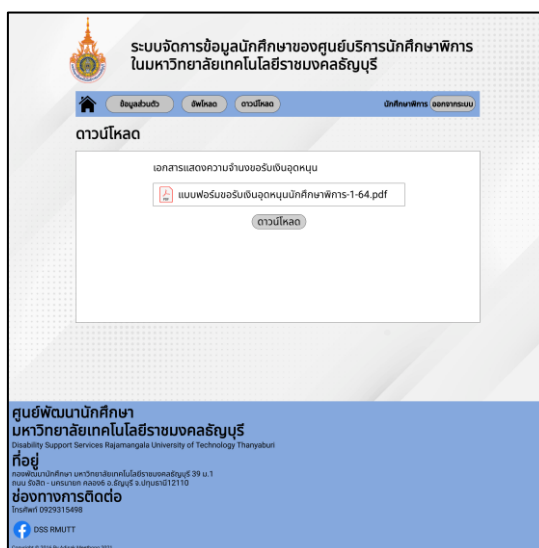 ระบบจัดการข้อมูลนักศึกษาของศูนย์บริการนักศึกษาพิการ
ในมหาวิทยาลัยเทคโนโลยีราชมงคลธัญบุรี
ข้อมูลส่วนตัว อัพโหลด ดาวน์โหลด นักศึกษาพิการ ออกจากระบบ
ดาวน์โหลด
เอกสารแสดงความจำนงขอรับเงินอุดหนุน
แบบฟอร์มขอรับเงินอุดหนุนนักศึกษาพิการ-1-64.pdf
ดาวน์โหลด
ศูนย์พัฒนานักศึกษา
มหาวิทยาลัยเทคโนโลยีราชมงคลธัญบุรี
Disability Support Services Rajamangala University of Technology Thanyaburi
ที่อยู่
กองพัฒนานักศึกษา มหาวิทยาลัยเทคโนโลยีราชมงคลธัญบุรี 39 ม.1
ถนน รังสิต - นครนายก คลอง6 อ.ธัญบุรี จ.ปทุมธานี12110
ช่องทางการติดต่อ
โทรศัพท์ 0929315498
DSS RMUTT